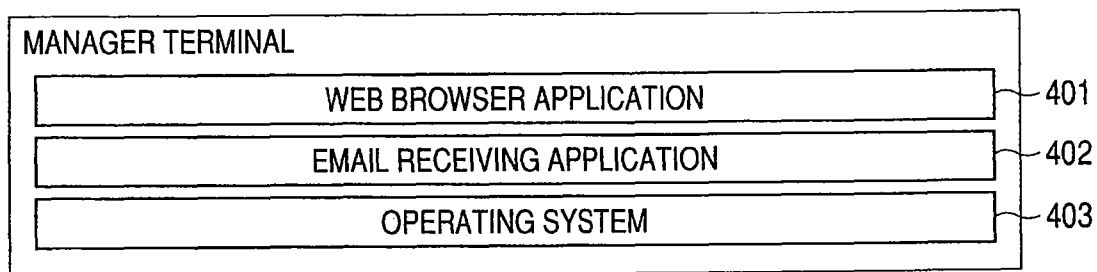 MANAGER TERMINAL
WEB BROWSER APPLICATION 401
EMAIL RECEIVING APPLICATION 402
OPERATING SYSTEM 403